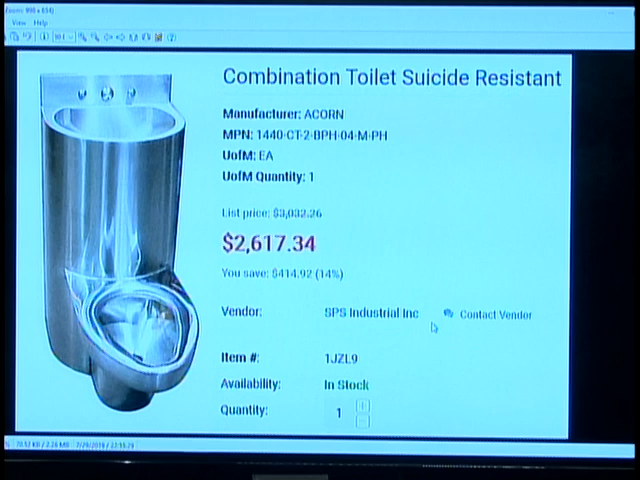 View Help
Combination Toilet Suicide Resistant
Manufacturer: ACORN
MPN: 1440-CT-2-BPH-04-M-PH
UofM: EA
UofM Quantity: 1
List price: $3,032.26
$2,617.34
You save: $414.92 (14%)
Vendor: SPS Industrial Inc Contact Vendor
Item #: 1JZL9
Availability: In Stock
Quantity: 1